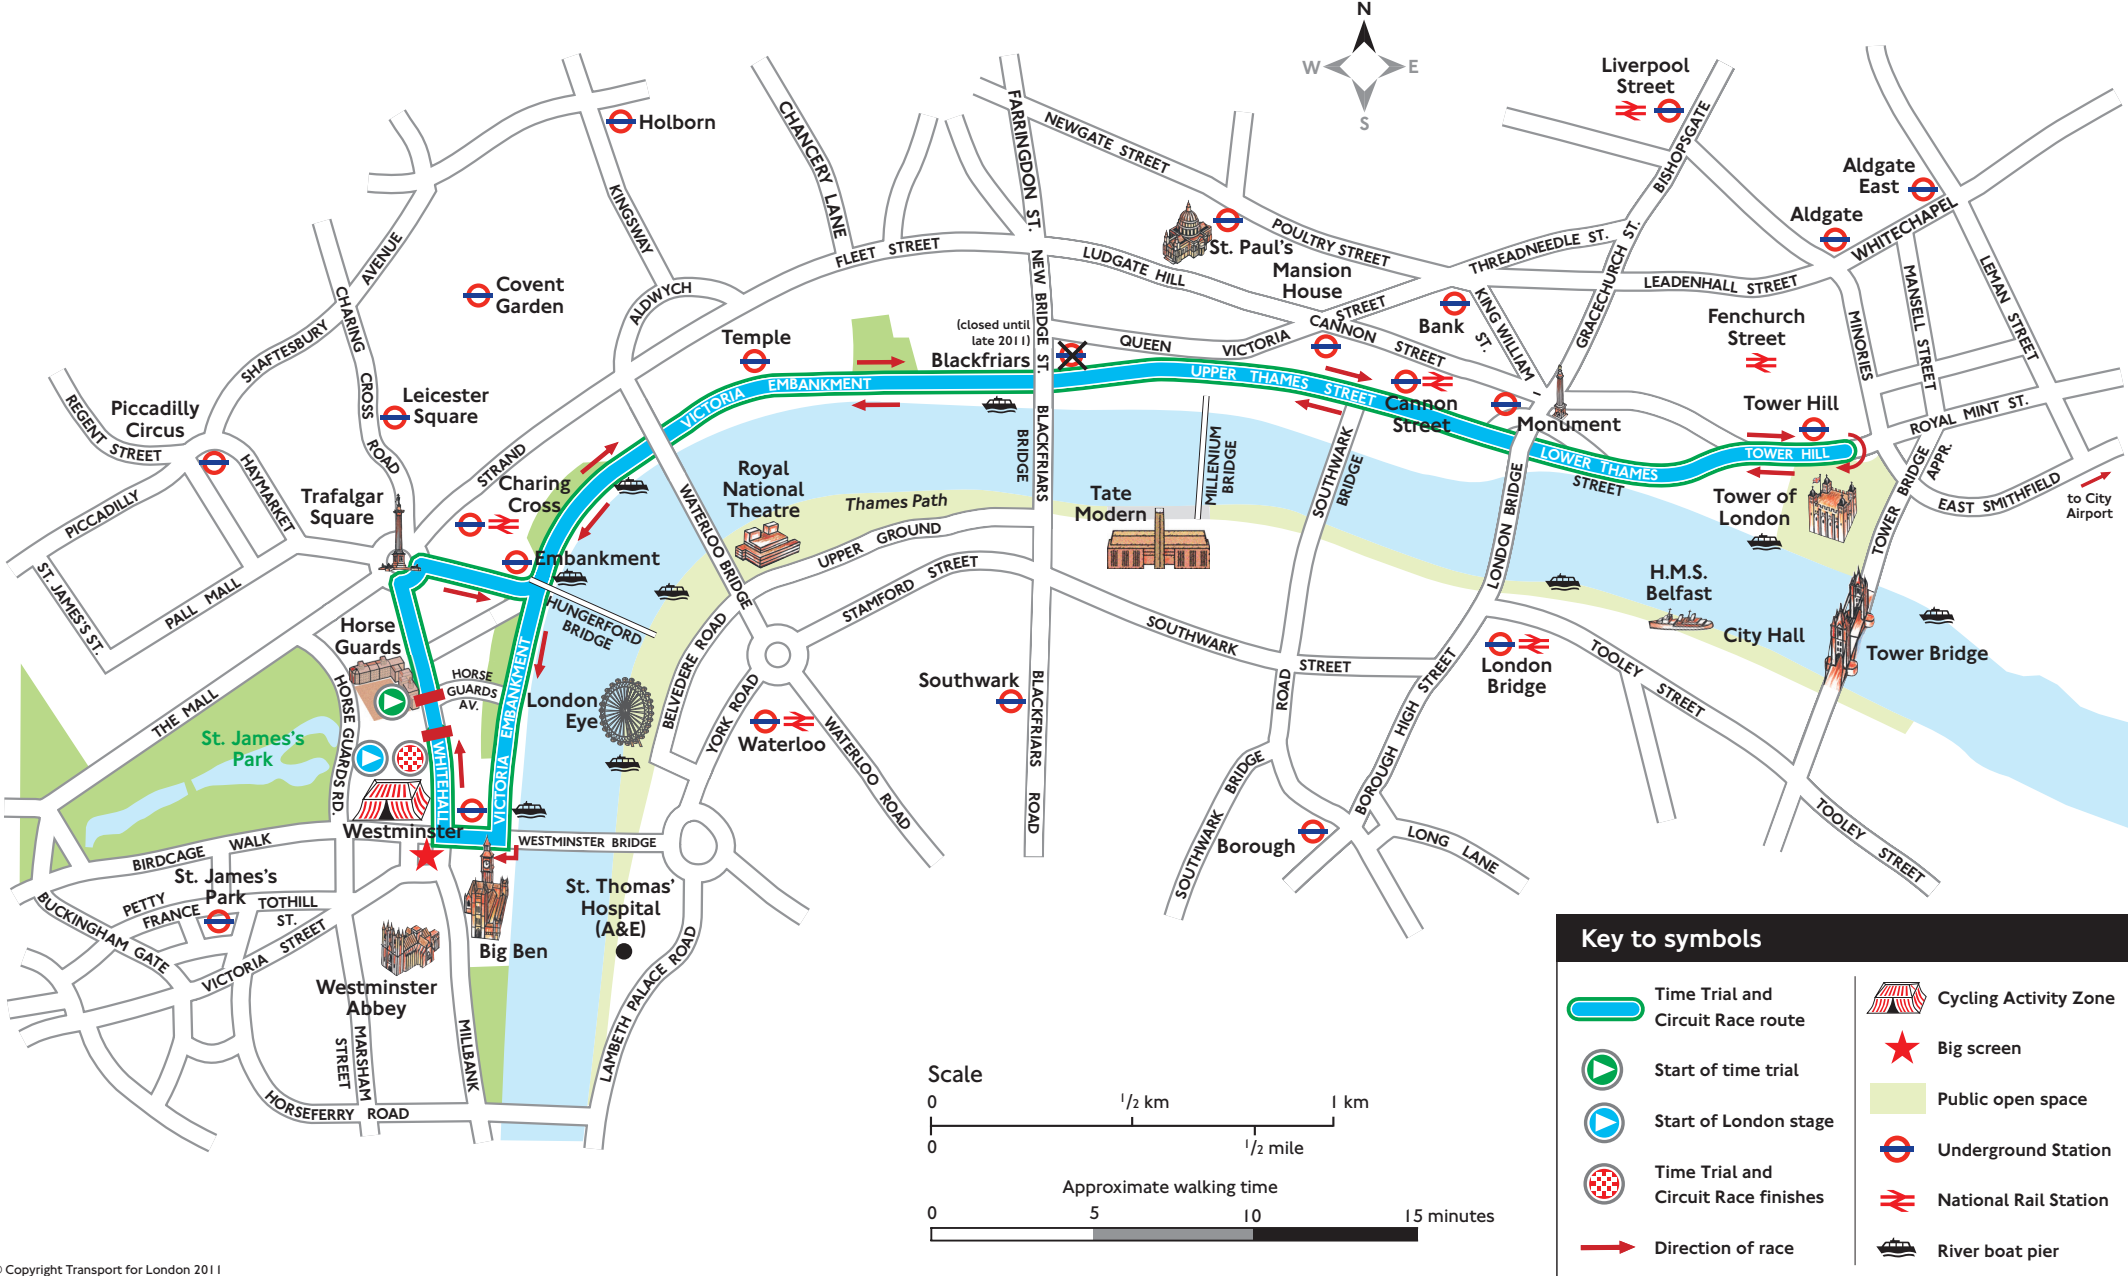 N
W
E
S
Liverpool
Street
BISHOPSGATE
Holborn
CHANCERY LANE
FARRINGDON ST.
NEWGATE STREET
Aldgate
East
Aldgate
WHITECHAPEL
KINGSWAY
St. Paul's
POULTRY STREET
THREADNEEDLE ST.
GRACECHURCH ST.
SHAFTESBURY
AVENUE
FLEET STREET
LUDGATE HILL
Mansion
House
LEADENHALL STREET
MANSELL STREET
LEMAN STREET
Covent
Garden
ALDWYCH
NEW BRIDGE ST.
STREET
KING WILLIAM
ST.
Bank
CHARING
CROSS
ROAD
Temple
(closed until
late 2011)
Blackfriars
QUEEN
VICTORIA
CANNON
STREET
Fenchurch
Street
MINORIES
Leicester
Square
VICTORIA
EMBANKMENT
UPPER THAMES
STREET
Cannon
Street
Monument
Tower Hill
ROYAL MINT ST.
REGENT STREET
Piccadilly
Circus
HAYMARKET
STRAND
BLACKFRIARS
BRIDGE
MILLENIUM
BRIDGE
SOUTHWARK
BRIDGE
LOWER THAMES
STREET
TOWER HILL
PICCADILLY
Trafalgar
Square
Charing
Cross
Royal
National
Theatre
Thames Path
Tate
Modern
LONDON BRIDGE
Tower of
London
TOWER
BRIDGE
APPR.
EAST SMITHFIELD
to City
Airport
WATERLOO BRIDGE
UPPER GROUND
Embankment
ST. JAMES'S ST.
PALL MALL
HUNGERFORD
BRIDGE
STAMFORD STREET
H.M.S.
Belfast
City Hall
Tower Bridge
Horse
Guards
SOUTHWARK
STREET
London
Bridge
TOOLEY
STREET
THE MALL
HORSE GUARDS RD.
HORSE
GUARDS
AV.
London
Eye
BELVEDERE ROAD
YORK ROAD
Southwark
BLACKFRIARS
ROAD
ROAD
BOROUGH HIGH STREET
St. James's
Park
WHITEHALL
VICTORIA EMBANKMENT
Waterloo
WATERLOO ROAD
SOUTHWARK BRIDGE
Westminster
WESTMINSTER BRIDGE
Borough
LONG LANE
TOOLEY
STREET
BIRDCAGE
WALK
St. James's
Park
PETTY
FRANCE
TOTHILL
ST.
BUCKINGHAM GATE
VICTORIA STREET
St. Thomas'
Hospital
(A&E)
Big Ben
Westminster
Abbey
LAMBETH PALACE ROAD
MARSHAM
STREET
MILLBANK
HORSEFERRY ROAD
Scale
0
1/2 km
1 km
0
1/2 mile
Approximate walking time
0
5
10
15 minutes
Key to symbols
Time Trial and
Circuit Race route
Start of time trial
Start of London stage
Time Trial and
Circuit Race finishes
Direction of race
Cycling Activity Zone
Big screen
Public open space
Underground Station
National Rail Station
River boat pier
© Copyright Transport for London 2011